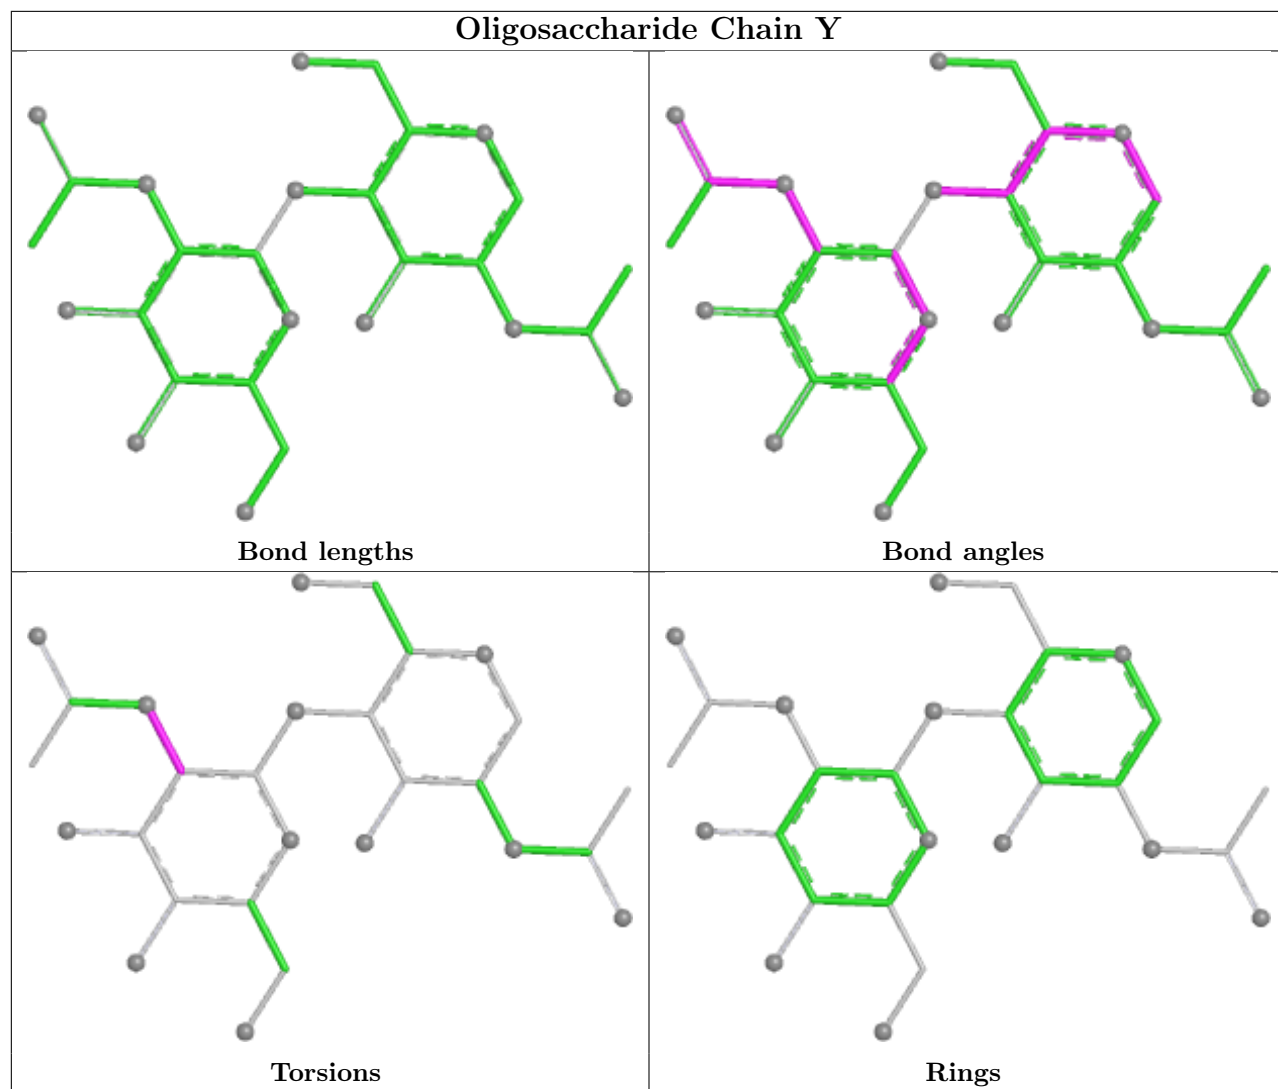 Oligosaccharide Chain Y
Bond lengths
Bond angles
Torsions
Rings